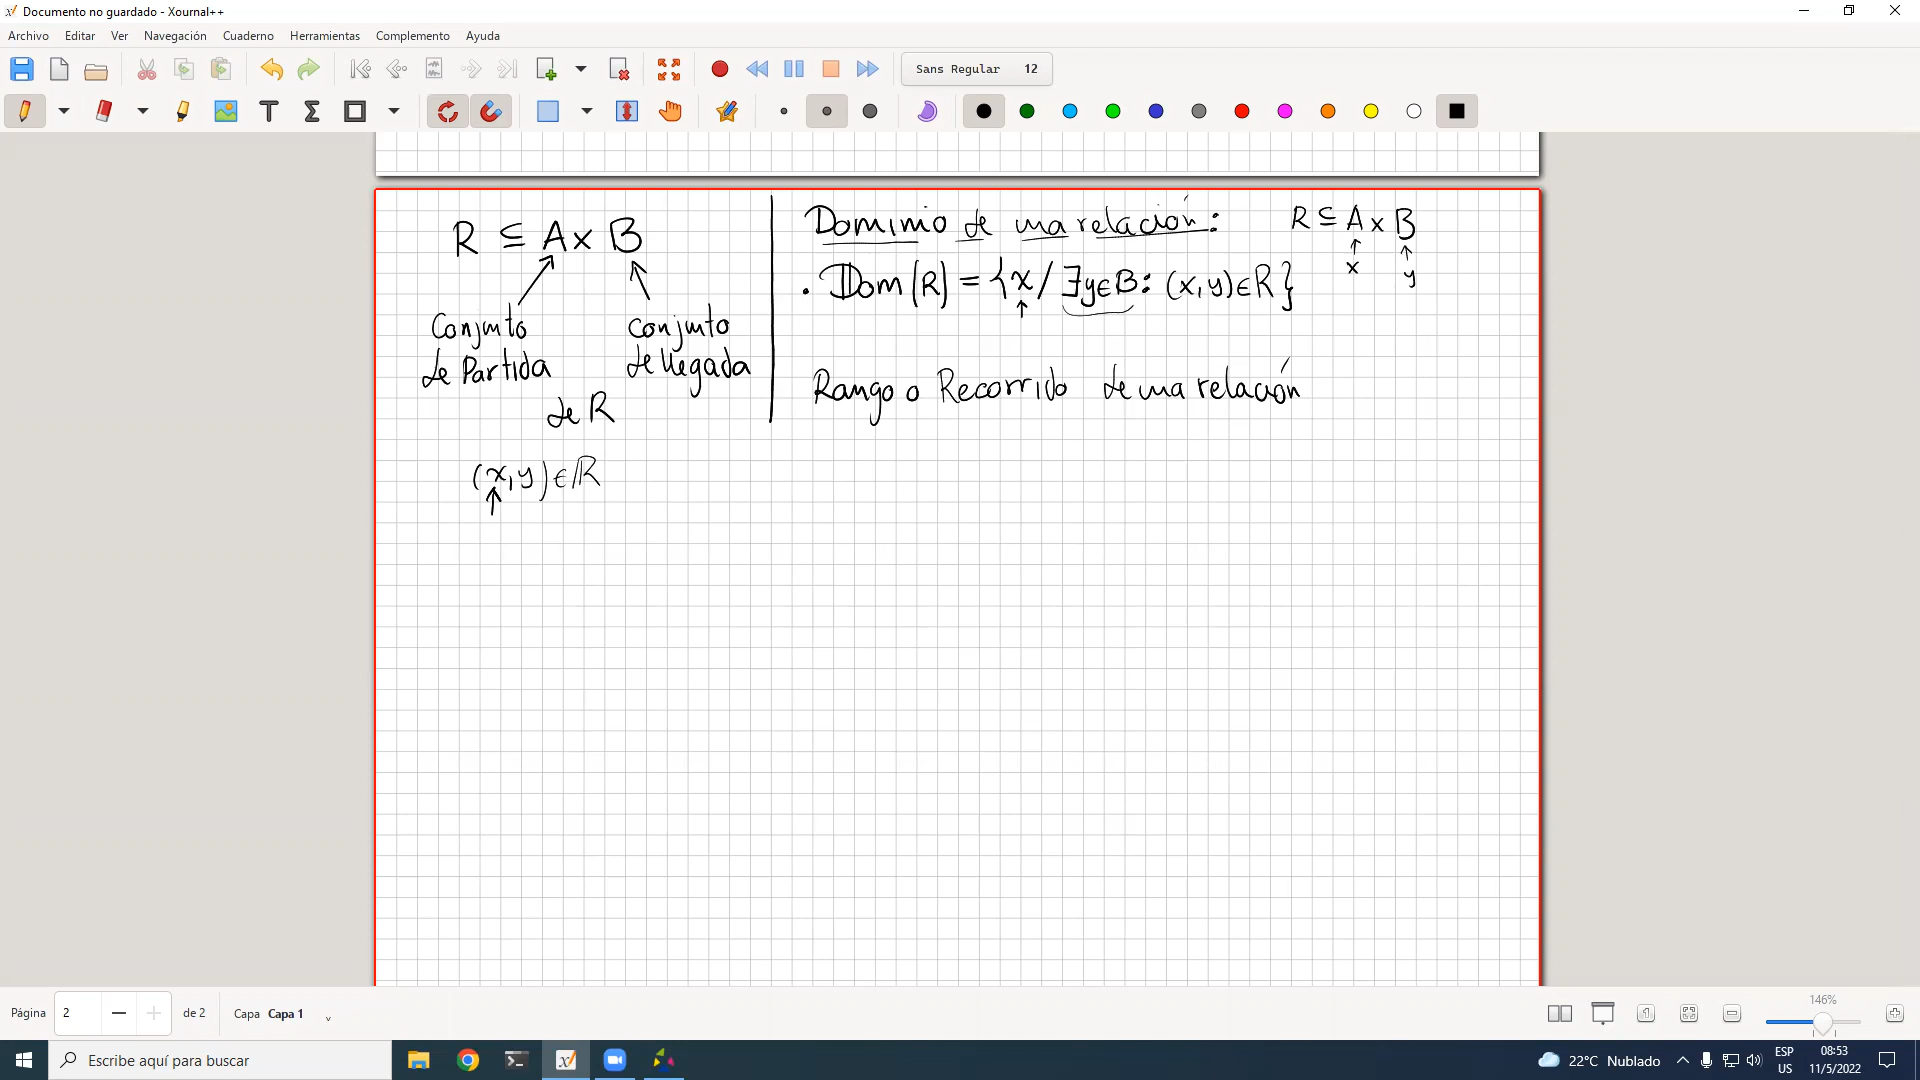 Documento no guardado - Xournal++
Archivo Editar Ver Navegación Cuaderno Herramientas Complemento Ayuda
Sans Regular 12
R ⊆ A x B
Conjunto de Partida
Conjunto de llegada
de R
(x,y) ∈ R
Dominio de una relación:
R ⊆ A x B
x
y
. Dom(R) = {x / ∃y∈B: (x,y)∈R}
Rango o Recorrido de una relación
Página 2 de 2 Capa Capa 1
146%
Escribe aquí para buscar
22°C Nublado
ESP
US
08:53
11/5/2022